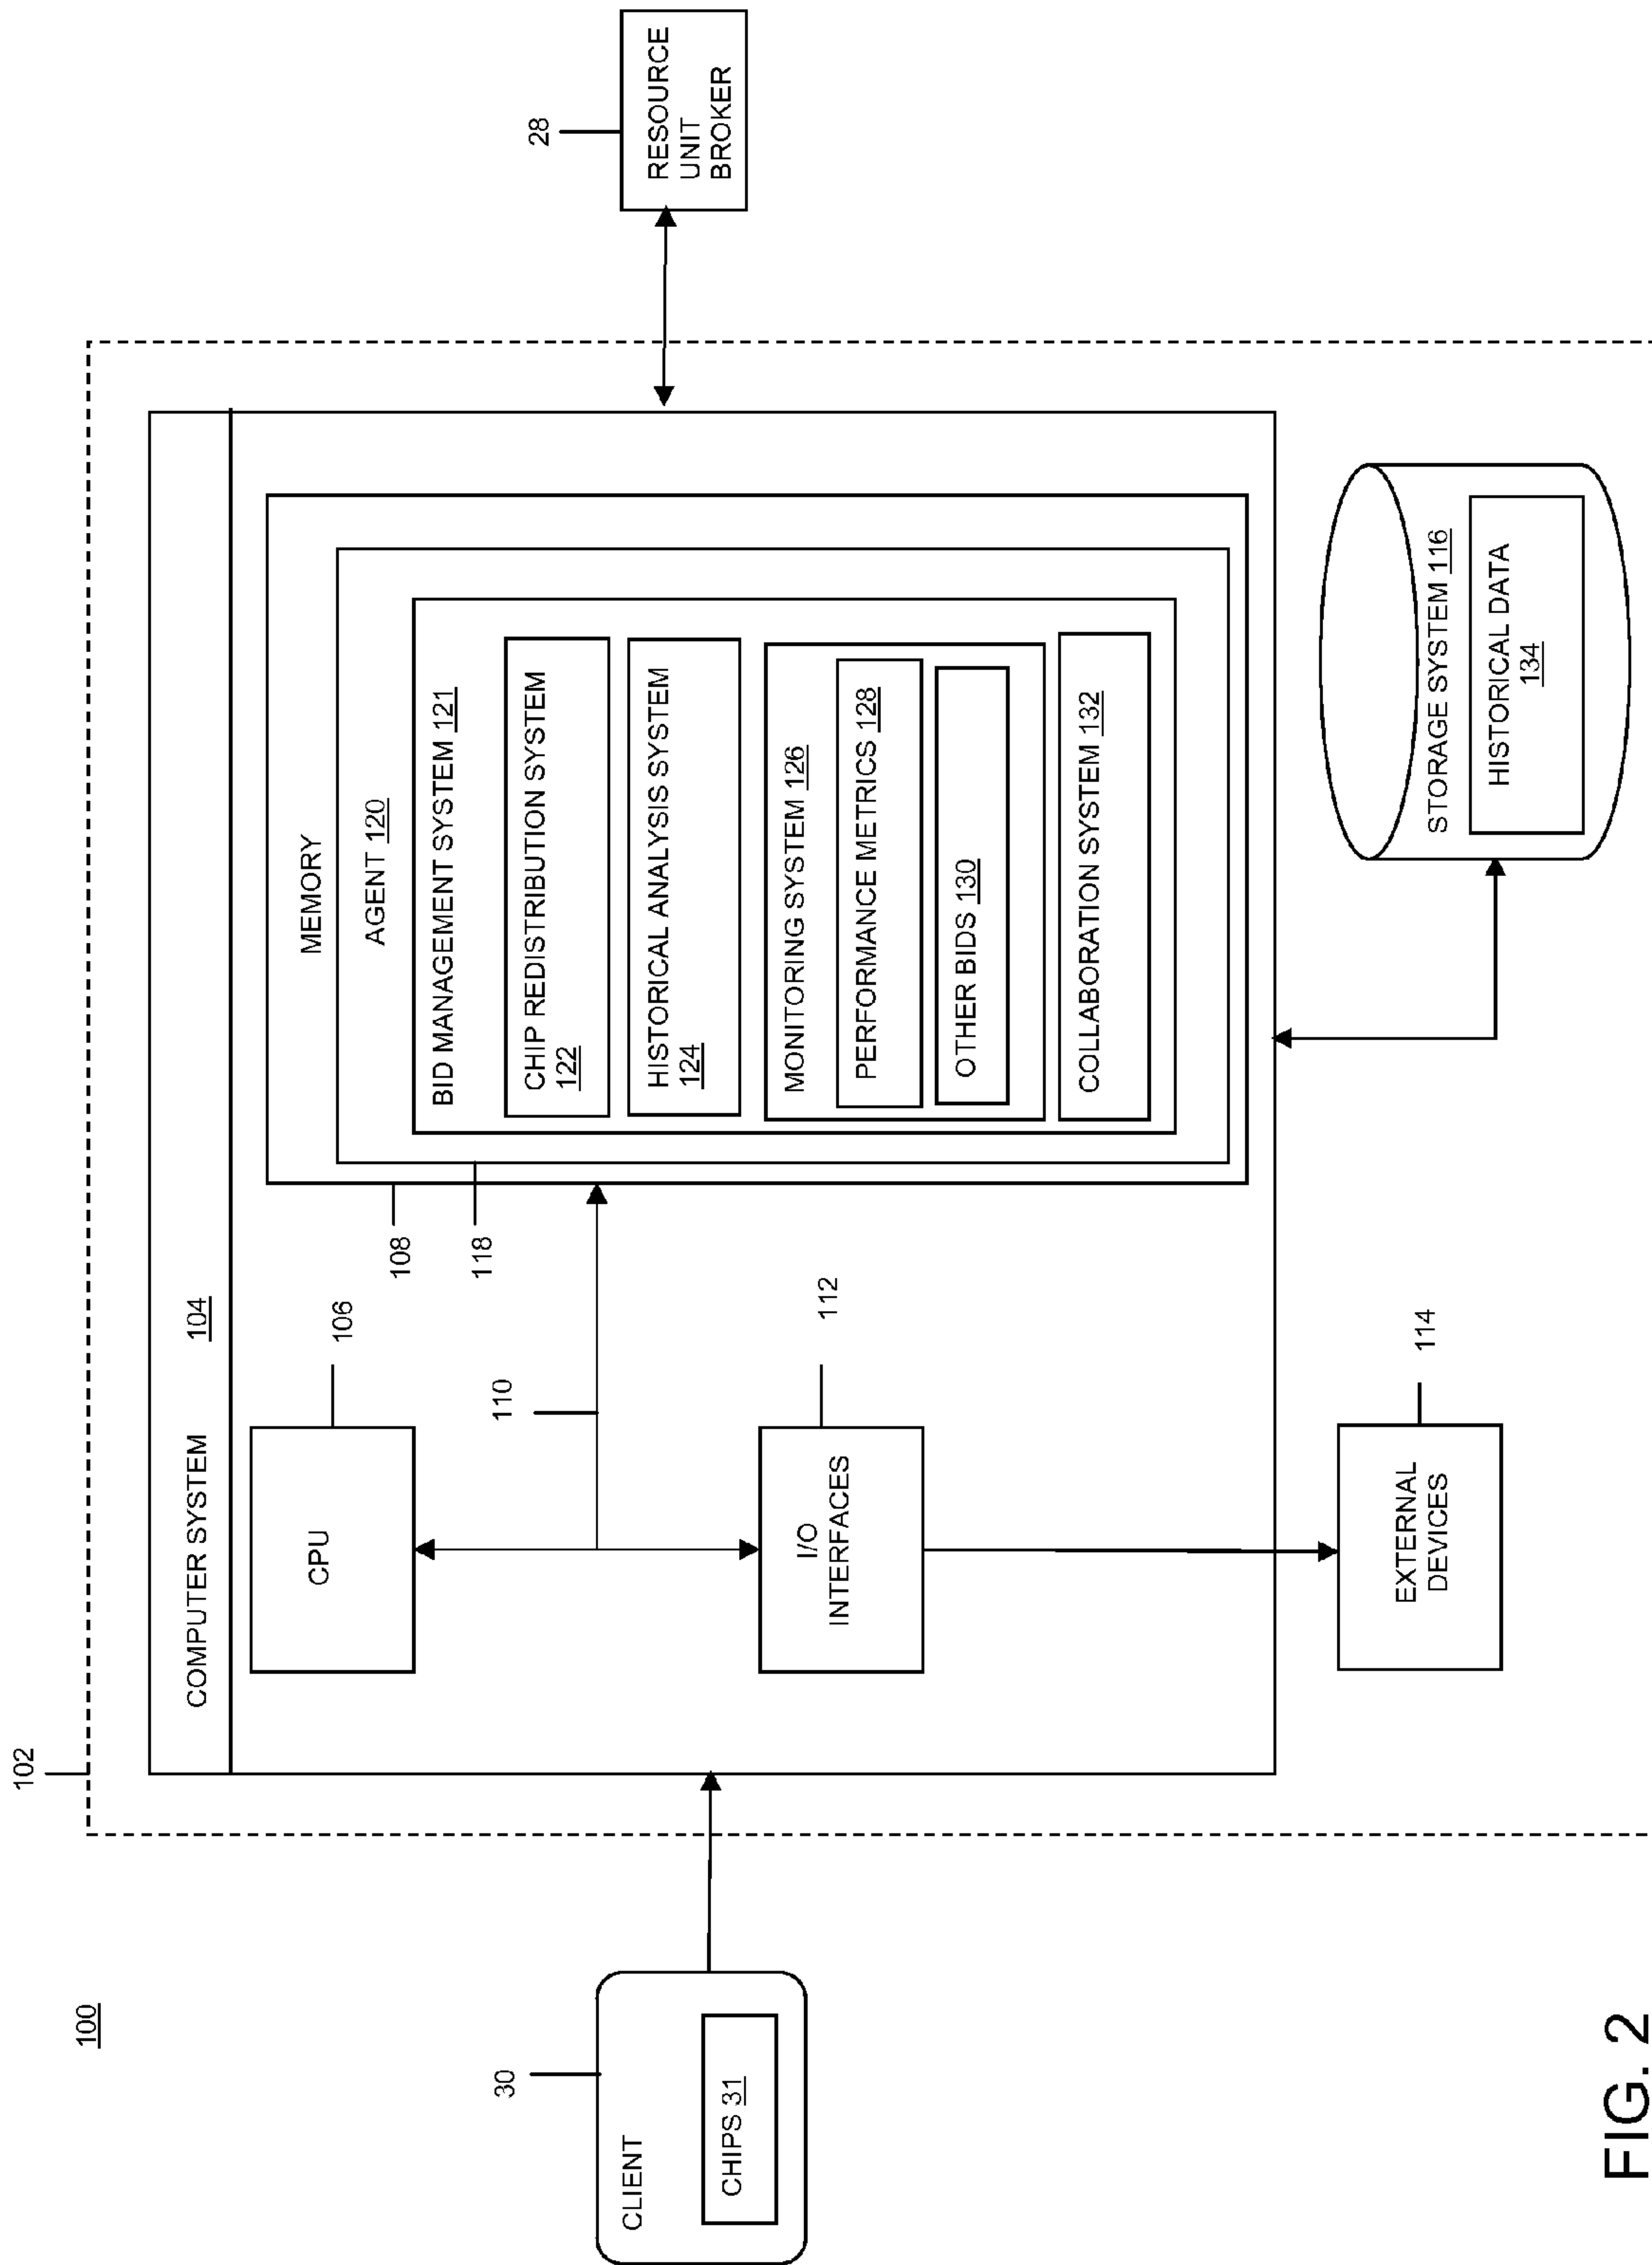 100
102
COMPUTER SYSTEM 104
CPU
106
110
I/O
INTERFACES
112
EXTERNAL
DEVICES
114
108
118
MEMORY
AGENT 120
BID MANAGEMENT SYSTEM 121
CHIP REDISTRIBUTION SYSTEM
122
HISTORICAL ANALYSIS SYSTEM
124
MONITORING SYSTEM 126
PERFORMANCE METRICS 128
OTHER BIDS 130
COLLABORATION SYSTEM 132
STORAGE SYSTEM 116
HISTORICAL DATA
134
28
RESOURCE
UNIT
BROKER
30
CLIENT
CHIPS 31
FIG. 2